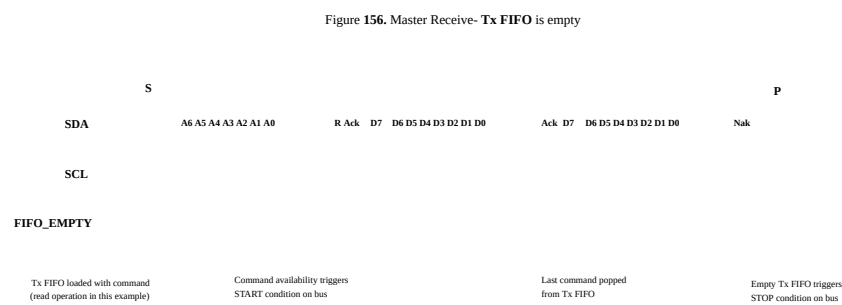 Figure 156. Master Receive- Tx FIFO is empty
S
P
SDA A6 A5 A4 A3 A2 A1 A0 R Ack D7 D6 D5 D4 D3 D2 D1 D0 Ack D7 D6 D5 D4 D3 D2 D1 D0 Nak
SCL
FIFO_EMPTY
Tx FIFO loaded with command
(read operation in this example)
Command availability triggers
START condition on bus
Last command popped
from Tx FIFO
Empty Tx FIFO triggers
STOP condition on bus